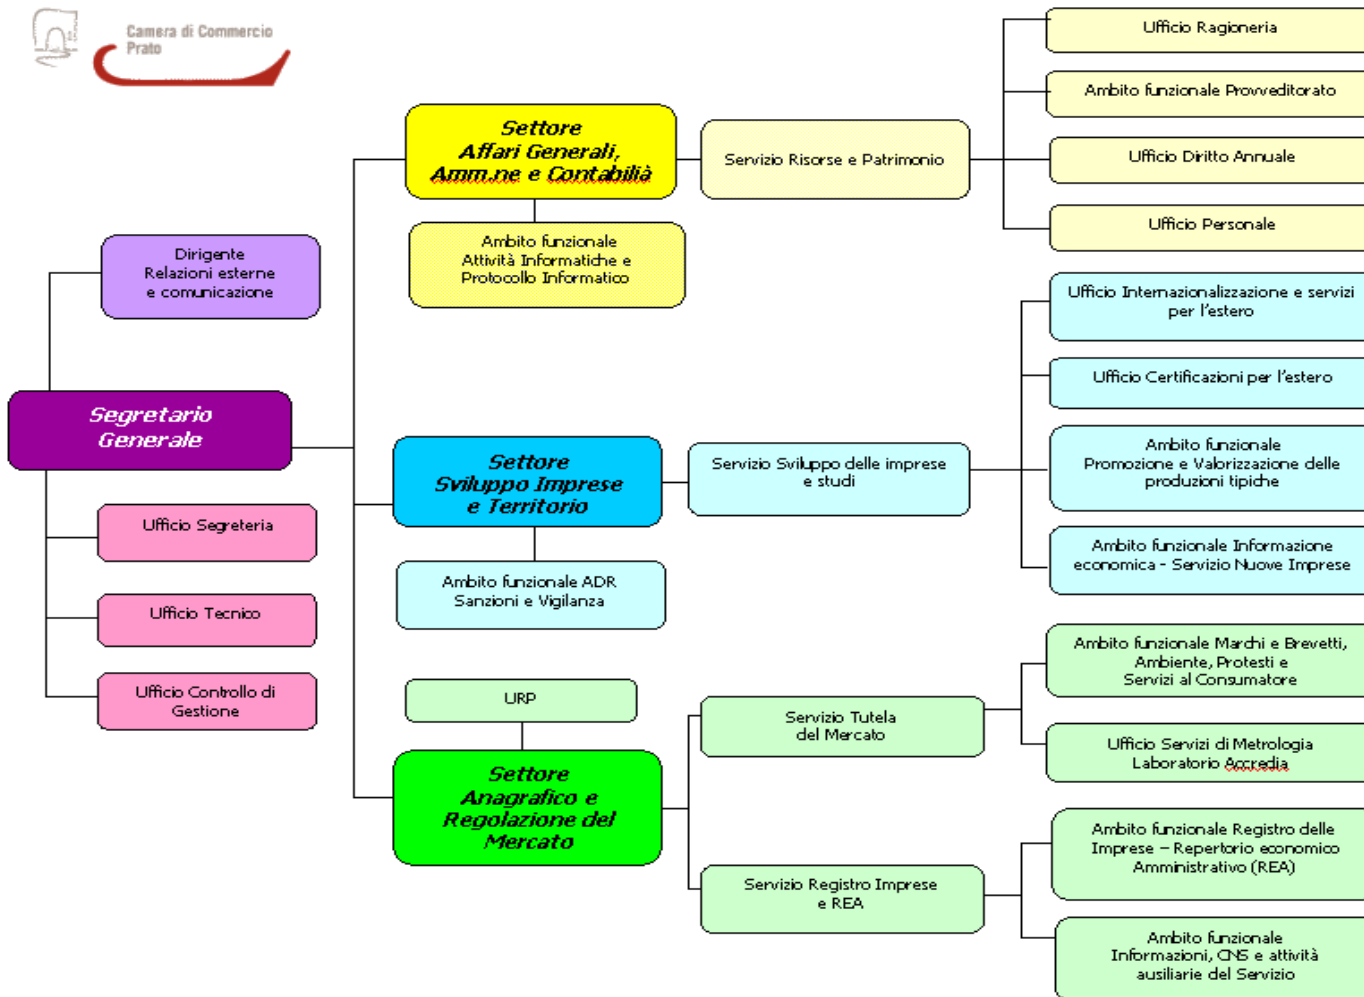 Camera di Commercio
Prato
Settore
Affari Generali,
Amm.ne e Contabilià
Servizio Risorse e Patrimonio
Ufficio Ragioneria
Ambito funzionale Provveditorato
Ufficio Diritto Annuale
Ufficio Personale
Ambito funzionale
Attività Informatiche e
Protocollo Informatico
Dirigente
Relazioni esterne
e comunicazione
Segretario
Generale
Ufficio Segreteria
Ufficio Tecnico
Ufficio Controllo di
Gestione
Settore
Sviluppo Imprese
e Territorio
Servizio Sviluppo delle imprese
e studi
Ufficio Internazionalizzazione e servizi
per l'estero
Ufficio Certificazioni per l'estero
Ambito funzionale
Promozione e Valorizzazione delle
produzioni tipiche
Ambito funzionale Informazione
economica - Servizio Nuove Imprese
Ambito funzionale ADR
Sanzioni e Vigilanza
URP
Settore
Anagrafico e
Regolazione del
Mercato
Servizio Tutela
del Mercato
Ambito funzionale Marchi e Brevetti,
Ambiente, Protesti e
Servizi al Consumatore
Ufficio Servizi di Metrologia
Laboratorio Accredia
Servizio Registro Imprese
e REA
Ambito funzionale Registro delle
Imprese – Repertorio economico
Amministrativo (REA)
Ambito funzionale
Informazioni, CNS e attività
ausiliarie del Servizio